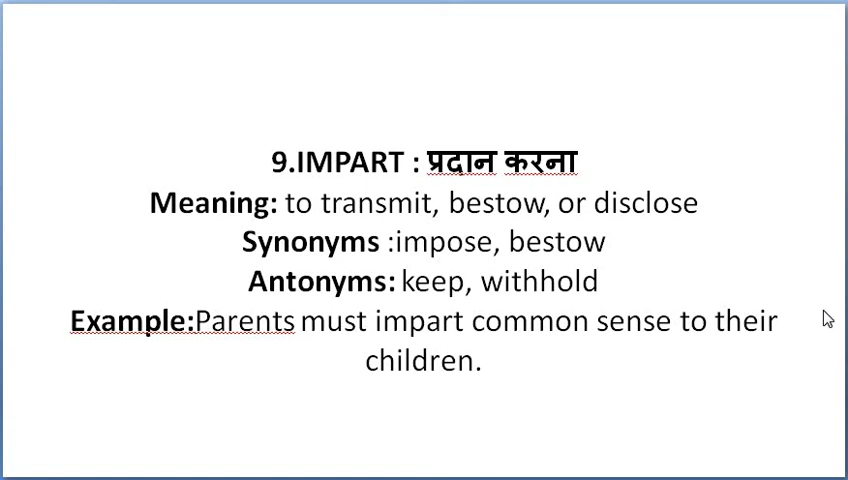 9.IMPART : प्रदान करना
Meaning: to transmit, bestow, or disclose
Synonyms :impose, bestow
Antonyms: keep, withhold
Example:Parents must impart common sense to their
children.